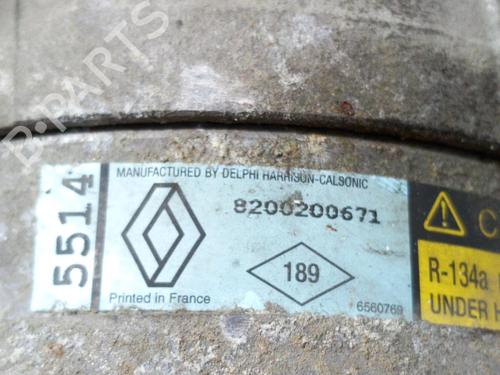 B-PARTS
5514
MANUFACTURED BY DELPHI HARRISON-CALSONIC
8200200671
189
Printed in France
6560769
R-134a
UNDER